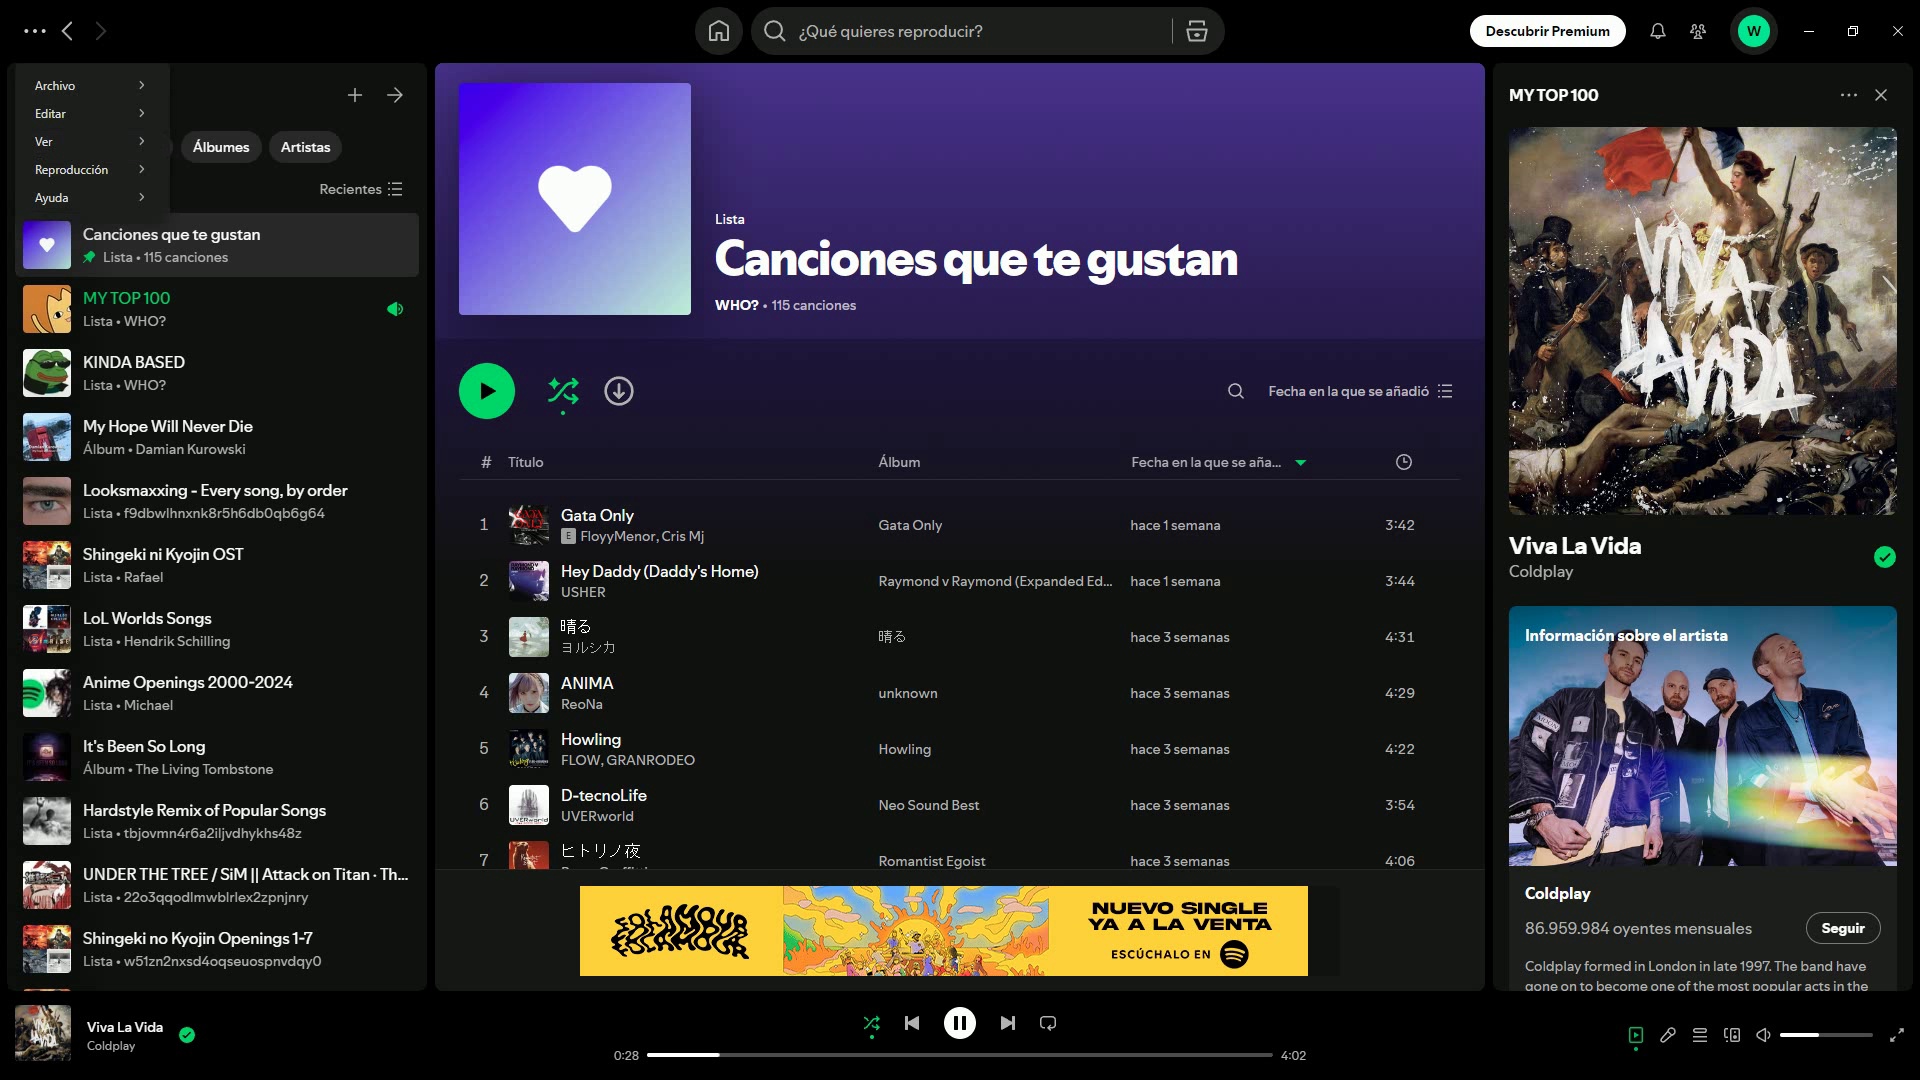 ¿Qué quieres reproducir?
Descubrir Premium
W
Archivo
Editar
Ver
Reproducción
Ayuda
Álbumes
Artistas
Recientes
Canciones que te gustan
Lista • 115 canciones
MY TOP 100
Lista • WHO?
KINDA BASED
Lista • WHO?
My Hope Will Never Die
Álbum • Damian Kurowski
Looksmaxxing - Every song, by order
Lista • f9dbwlhnxnk8r5h6db0qb6g64
Shingeki ni Kyojin OST
Lista • Rafael
LoL Worlds Songs
Lista • Hendrik Schilling
Anime Openings 2000-2024
Lista • Michael
It's Been So Long
Álbum • The Living Tombstone
Hardstyle Remix of Popular Songs
Lista • tbjovmn4r6a2iljvdhykhs48z
UNDER THE TREE / SiM || Attack on Titan · Th...
Lista • 22o3qqodlmwblrlex2zpnjnry
Shingeki no Kyojin Openings 1-7
Lista • w51zn2nxsd4oqseuospnvdqy0
Lista
Canciones que te gustan
WHO? • 115 canciones
Fecha en la que se añadió
# Título Álbum Fecha en la que se aña...
1 Gata Only Gata Only hace 1 semana 3:42
E FloyyMenor, Cris Mj
2 Hey Daddy (Daddy's Home) Raymond v Raymond (Expanded Ed... hace 1 semana 3:44
USHER
3 晴る 晴る hace 3 semanas 4:31
ヨルシカ
4 ANIMA unknown hace 3 semanas 4:29
ReoNa
5 Howling Howling hace 3 semanas 4:22
FLOW, GRANRODEO
6 D-tecnoLife Neo Sound Best hace 3 semanas 3:54
UVERworld
7 ヒトリノ夜 Romantist Egoist hace 3 semanas 4:06
NUEVO SINGLE
YA A LA VENTA
ESCÚCHALO EN
MY TOP 100
VIVA
LA VIDA
Viva La Vida
Coldplay
Información sobre el artista
Coldplay
86.959.984 oyentes mensuales
Seguir
Coldplay formed in London in late 1997. The band have
gone on to become one of the most popular acts in the
Viva La Vida
Coldplay
0:28
4:02